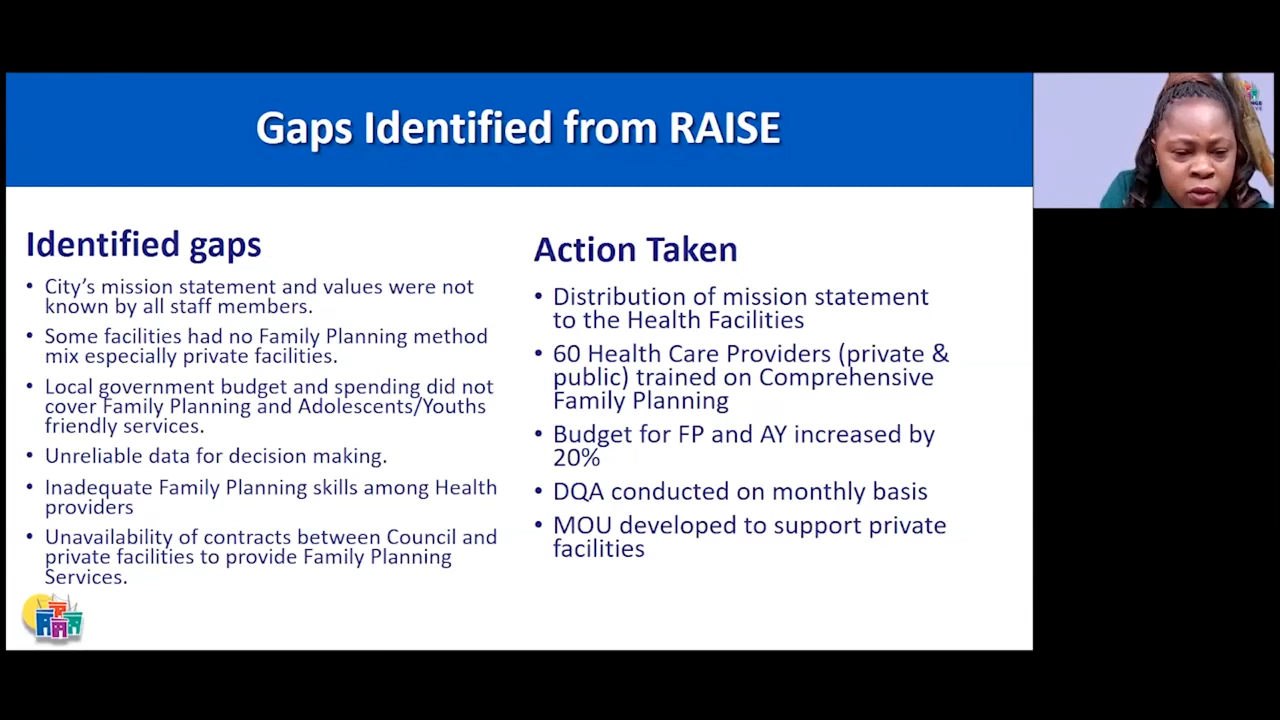 Gaps Identified from RAISE
Identified gaps
• City's mission statement and values were not
known by all staff members.
• Some facilities had no Family Planning method
mix especially private facilities.
• Local government budget and spending did not
cover Family Planning and Adolescents/Youths
friendly services.
• Unreliable data for decision making.
• Inadequate Family Planning skills among Health
providers
• Unavailability of contracts between Council and
private facilities to provide Family Planning
Services.
Action Taken
• Distribution of mission statement
to the Health Facilities
• 60 Health Care Providers (private &
public) trained on Comprehensive
Family Planning
• Budget for FP and AY increased by
20%
• DQA conducted on monthly basis
• MOU developed to support private
facilities